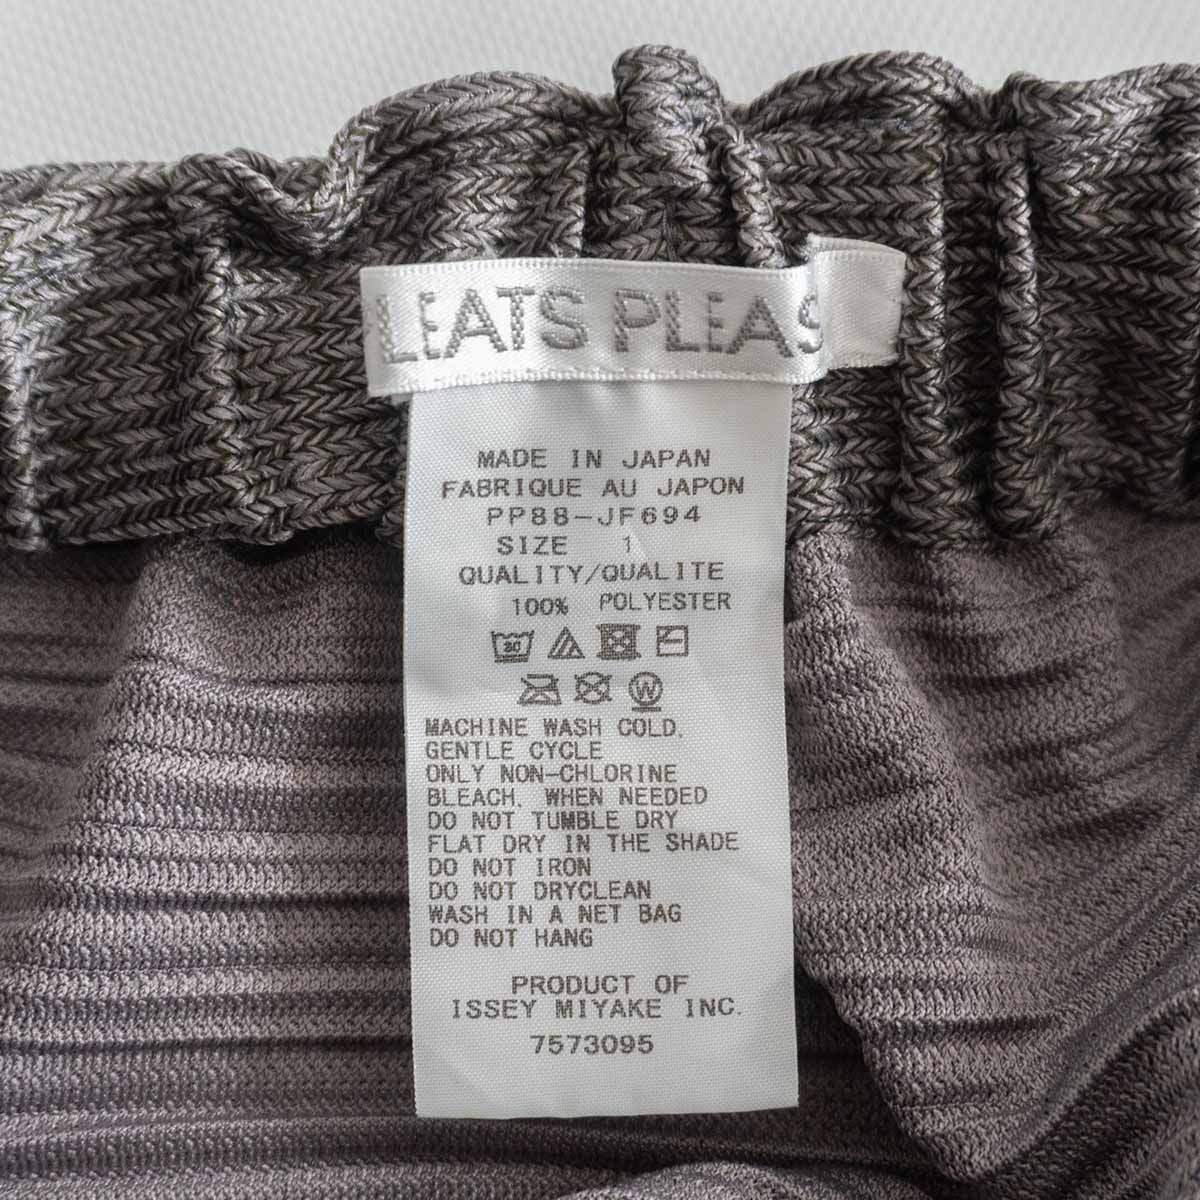 LEATS PLEAS
MADE IN JAPAN
FABRIQUE AU JAPON
PP88-JF694
SIZE 1
QUALITY/QUALITE
100% POLYESTER
30
W
MACHINE WASH COLD.
GENTLE CYCLE
ONLY NON-CHLORINE
BLEACH. WHEN NEEDED
DO NOT TUMBLE DRY
FLAT DRY IN THE SHADE
DO NOT IRON
DO NOT DRYCLEAN
WASH IN A NET BAG
DO NOT HANG
PRODUCT OF
ISSEY MIYAKE INC.
7573095